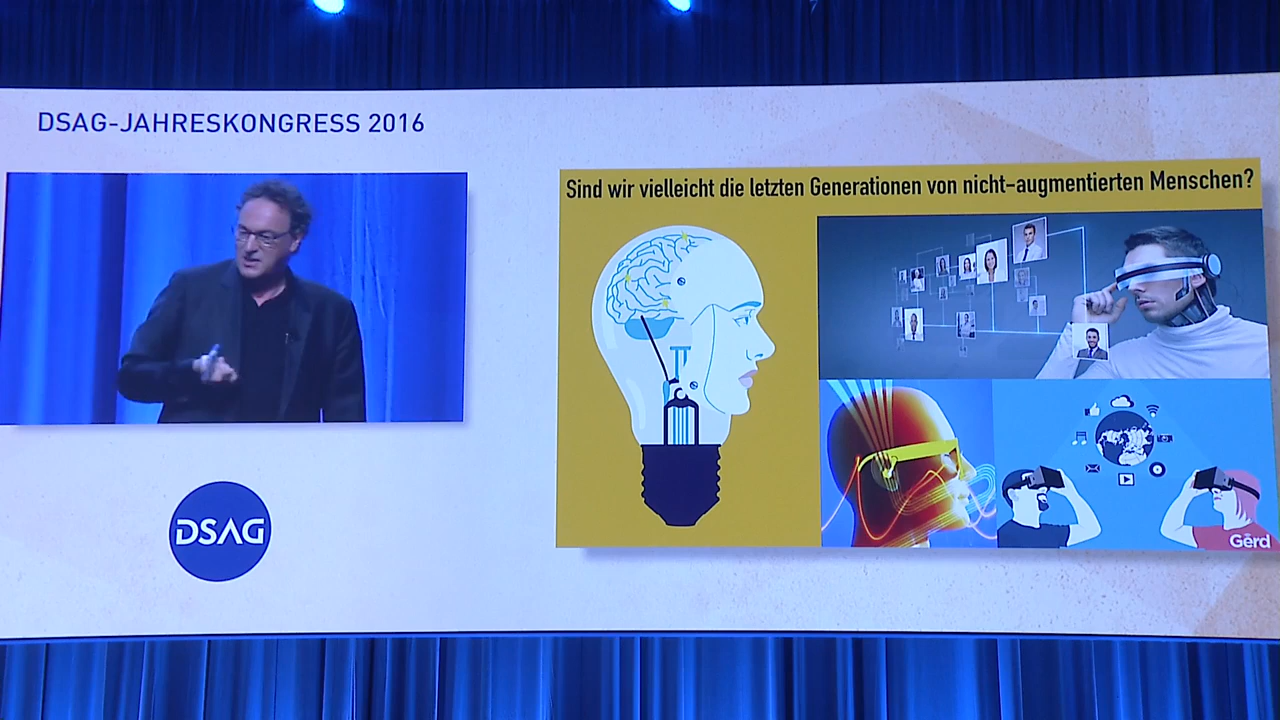 DSAG-JAHRESKONGRESS 2016
Sind wir vielleicht die letzten Generationen von nicht-augmentierten Menschen?
DSAG
Gerd